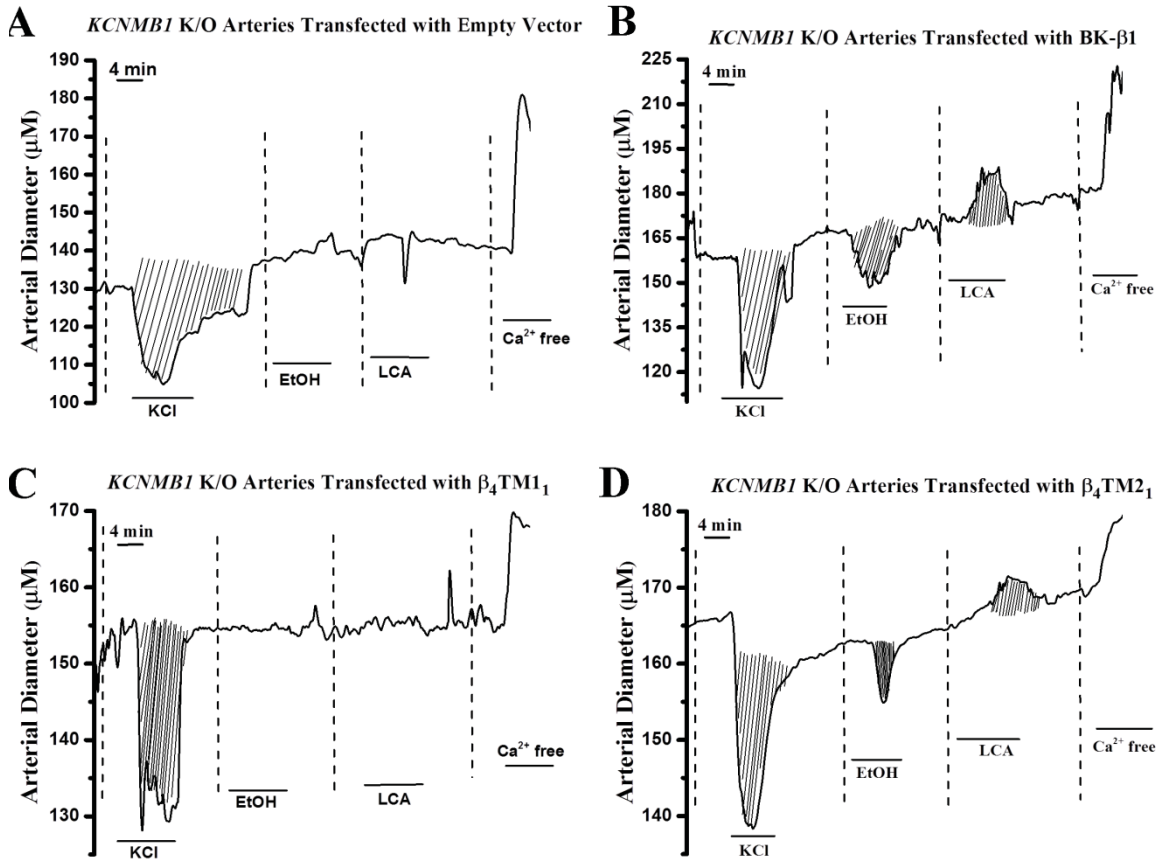 A
KCNMB1 K/O Arteries Transfected with Empty Vector
190
180
170
160
150
140
130
120
110
100
Arterial Diameter (μM)
4 min
KCl
EtOH
LCA
Ca²⁺ free
B
KCNMB1 K/O Arteries Transfected with BK-β1
225
210
195
180
165
150
135
120
Arterial Diameter (μM)
4 min
KCl
EtOH
LCA
Ca²⁺ free
C
KCNMB1 K/O Arteries Transfected with β₄TM1₁
170
160
150
140
130
Arterial Diameter (μM)
4 min
KCl
EtOH
LCA
Ca²⁺ free
D
KCNMB1 K/O Arteries Transfected with β₄TM2₁
180
170
160
150
140
Arterial Diameter (μM)
4 min
KCl
EtOH
LCA
Ca²⁺ free